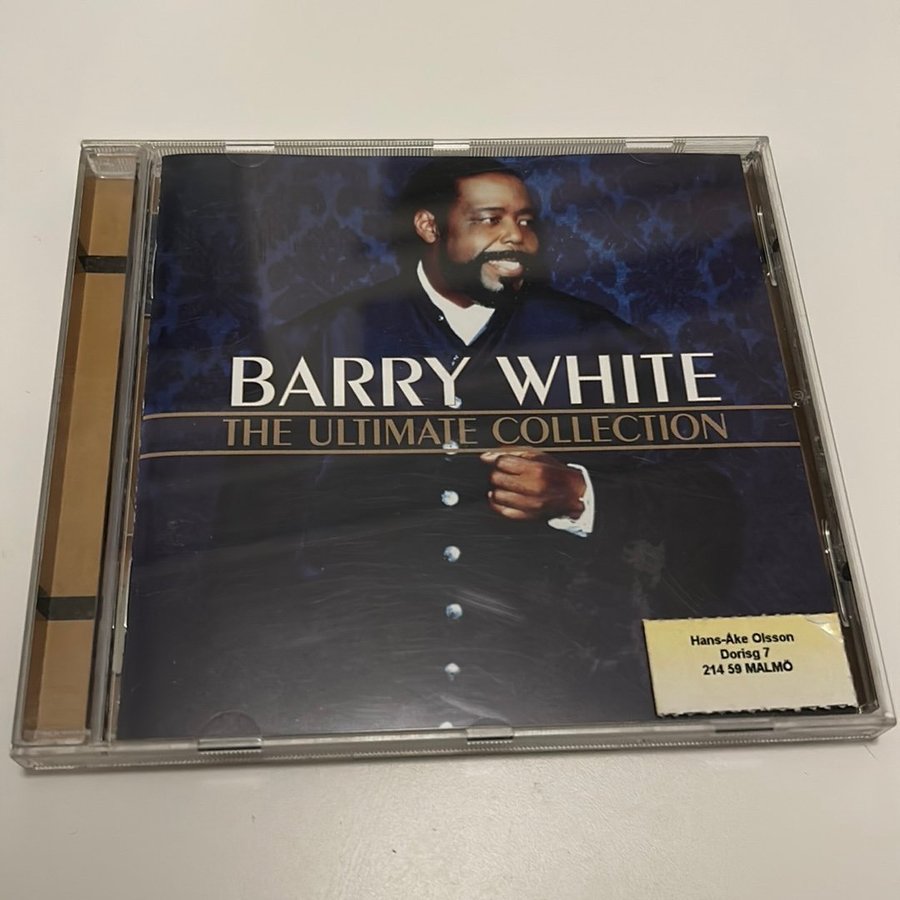 BARRY WHITE
THE ULTIMATE COLLECTION
Hans-Åke Olsson
Dorisg 7
214 59 MALMÖ